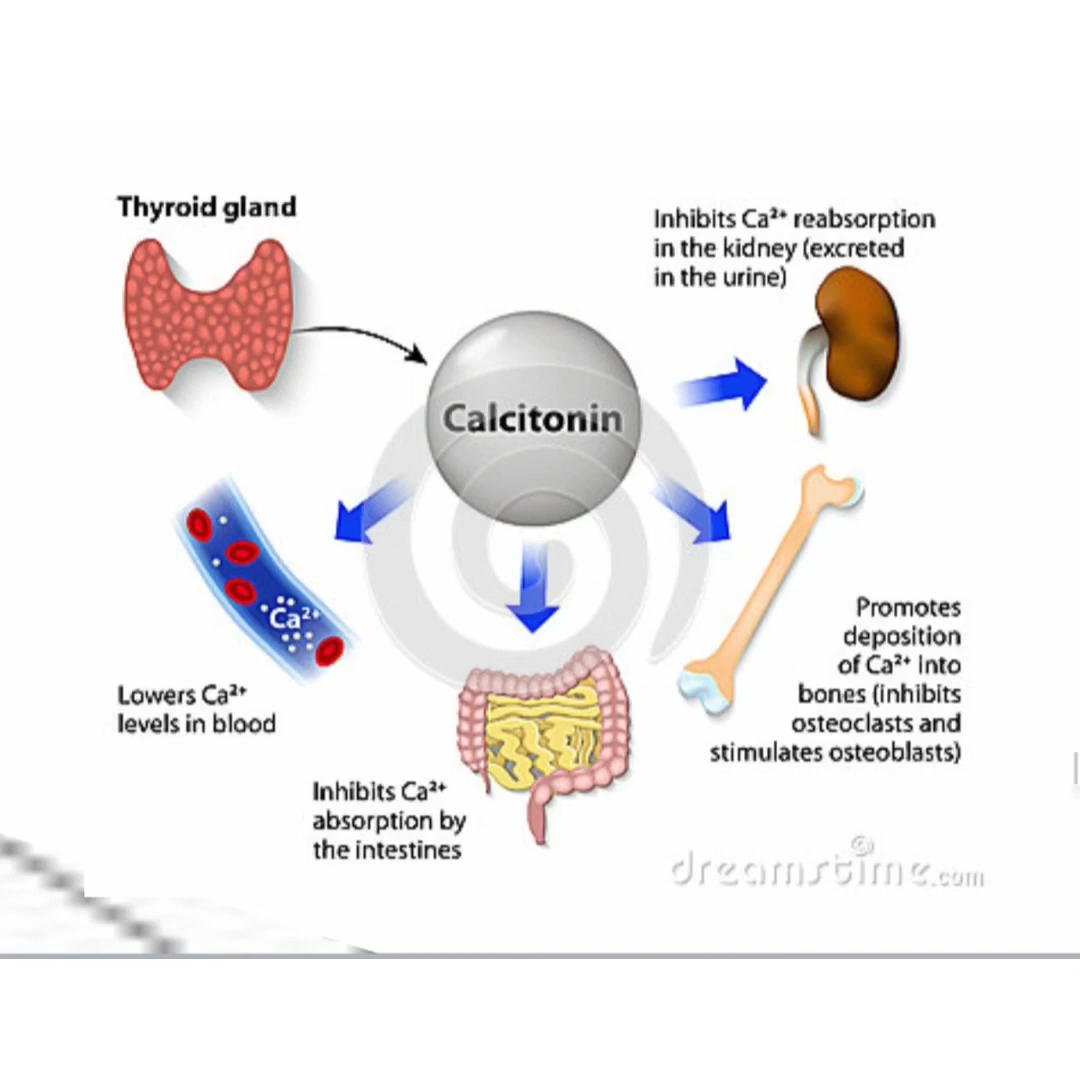 Thyroid gland
Inhibits Ca²⁺ reabsorption
in the kidney (excreted
in the urine)
Calcitonin
Ca²⁺
Lowers Ca²⁺
levels in blood
Promotes
deposition
of Ca²⁺ into
bones (inhibits
osteoclasts and
stimulates osteoblasts)
Inhibits Ca²⁺
absorption by
the intestines
dreamstime.com